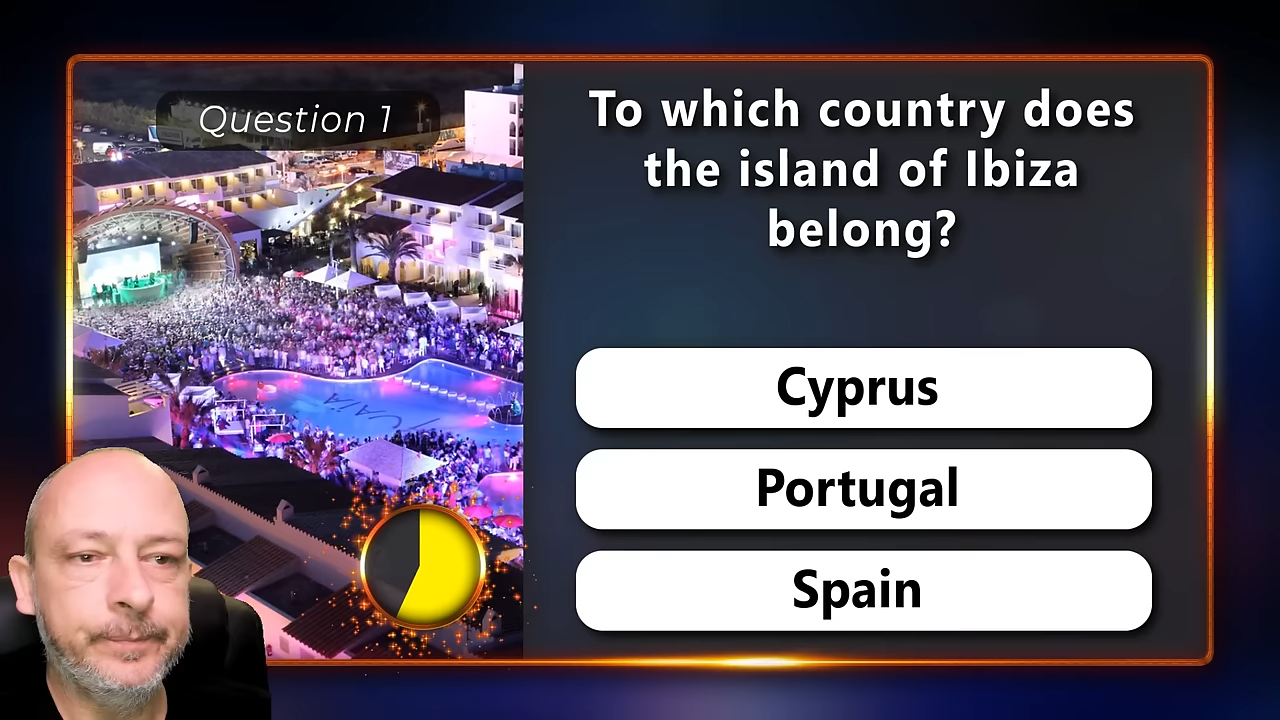 Question 1
To which country does
the island of Ibiza
belong?
Cyprus
Portugal
Spain